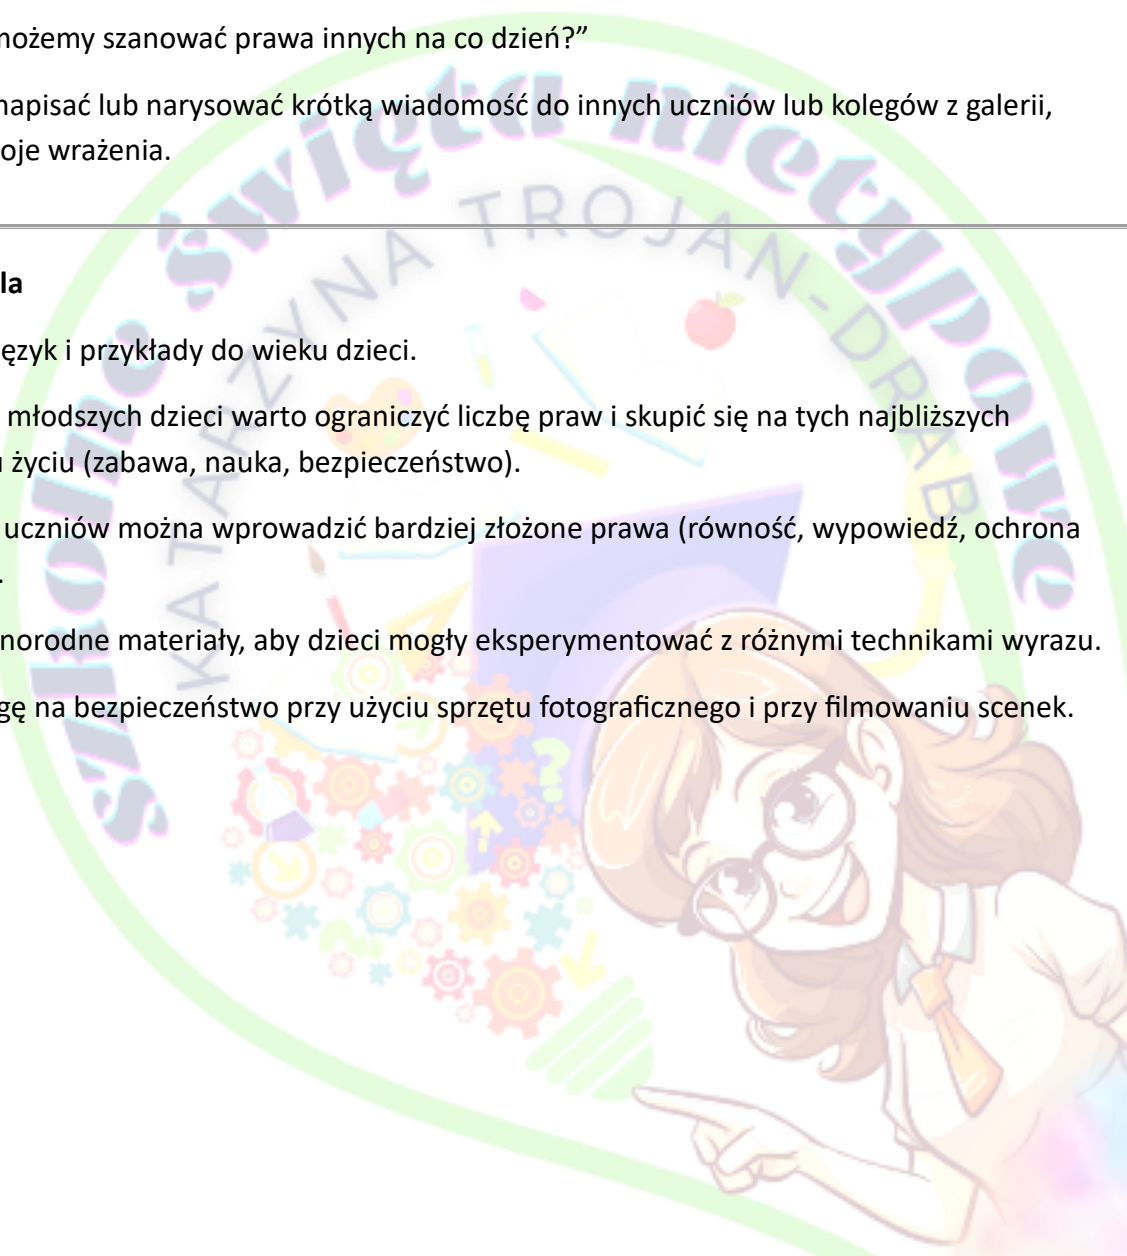 możemy szanować prawa innych na co dzień?”
napisać lub narysować krótką wiadomość do innych uczniów lub kolegów z galerii,
oje wrażenia.
szkolne święta nietypowe
KATARZYNA TROJAN-DRAB
la
ęzyk i przykłady do wieku dzieci.
młodszych dzieci warto ograniczyć liczbę praw i skupić się na tych najbliższych
u życiu (zabawa, nauka, bezpieczeństwo).
uczniów można wprowadzić bardziej złożone prawa (równość, wypowiedź, ochrona
.
norodne materiały, aby dzieci mogły eksperymentować z różnymi technikami wyrazu.
gę na bezpieczeństwo przy użyciu sprzętu fotograficznego i przy filmowaniu scenek.